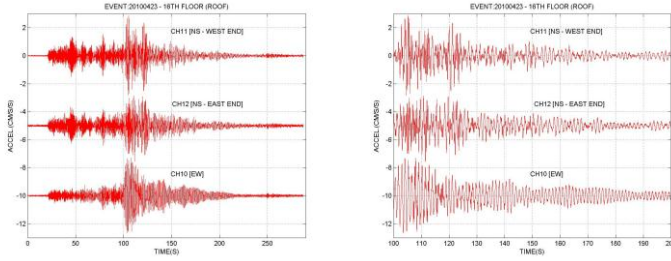 EVENT:20100423 - 16TH FLOOR (ROOF)
CH11 [NS - WEST END]
CH12 [NS - EAST END]
CH10 [EW]
ACCEL.(CM/S/S)
2
0
-2
-4
-6
-8
-10
-12
0 50 100 150 200 250
TIME(S)
EVENT:20100423 - 16TH FLOOR (ROOF)
CH11 [NS - WEST END]
CH12 [NS - EAST END]
CH10 [EW]
ACCEL.(CM/S/S)
2
0
-2
-4
-6
-8
-10
-12
100 110 120 130 140 150 160 170 180 190 200
TIME(S)